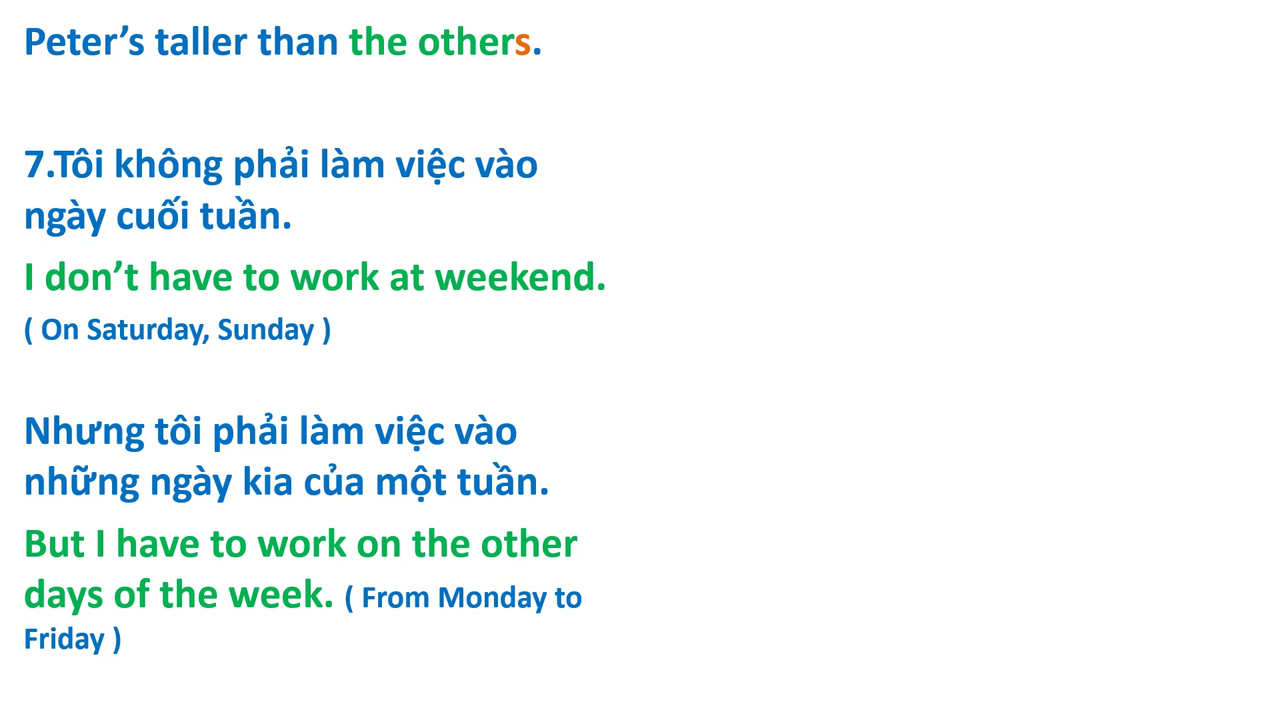 Peter’s taller than the others.
7.Tôi không phải làm việc vào
ngày cuối tuần.
I don’t have to work at weekend.
( On Saturday, Sunday )
Nhưng tôi phải làm việc vào
những ngày kia của một tuần.
But I have to work on the other
days of the week. ( From Monday to
Friday )